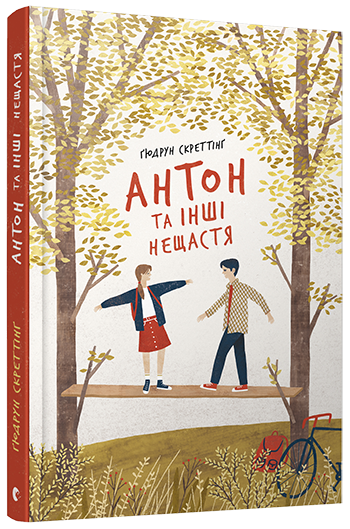 ҐЮДРУН СКРЕТТІНҐ
АНТОН
ТА ІНШІ
НЕЩАСТЯ
ҐЮДРУН СКРЕТТІНҐ АНТОН ТА ІНШІ НЕЩАСТЯ